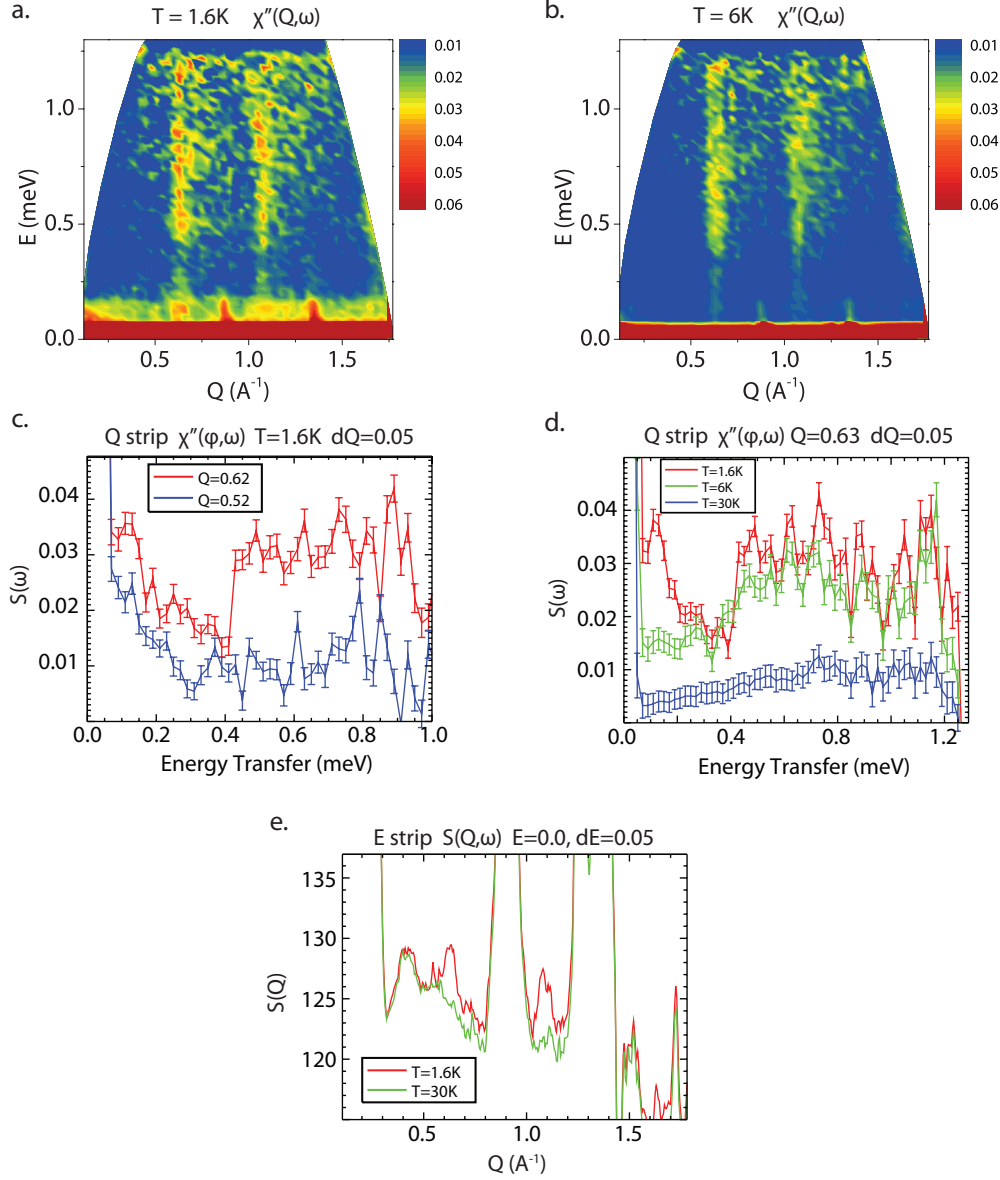 a.
T = 1.6K χ″(Q,ω)
E (meV)
1.0
0.5
0.0
0.5 1.0 1.5
Q (A⁻¹)
0.01
0.02
0.03
0.04
0.05
0.06
b.
T = 6K χ″(Q,ω)
E (meV)
1.0
0.5
0.0
0.5 1.0 1.5
Q (A⁻¹)
0.01
0.02
0.03
0.04
0.05
0.06
c.
Q strip χ″(φ,ω) T=1.6K dQ=0.05
Q=0.62
Q=0.52
S(ω)
0.04
0.03
0.02
0.01
0.0 0.2 0.4 0.6 0.8 1.0
Energy Transfer (meV)
d.
Q strip χ″(φ,ω) Q=0.63 dQ=0.05
T=1.6K
T=6K
T=30K
S(ω)
0.04
0.03
0.02
0.01
0.0 0.4 0.8 1.2
Energy Transfer (meV)
e.
E strip S(Q,ω) E=0.0, dE=0.05
S(Q)
135
130
125
120
T=1.6K
T=30K
0.5 1.0 1.5
Q (A⁻¹)